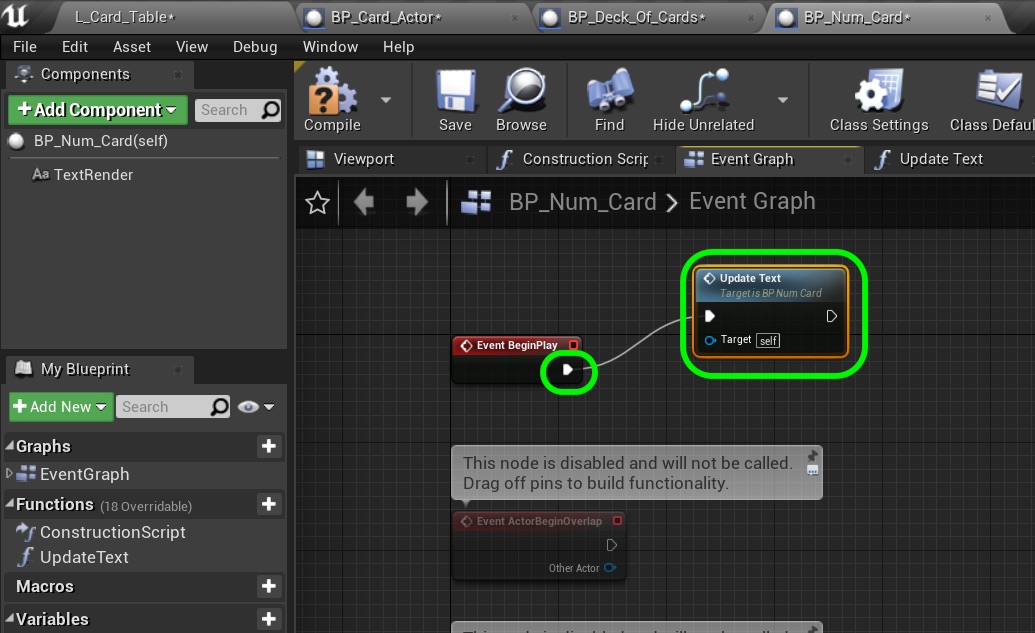 L_Card_Table*
BP_Card_Actor*
BP_Deck_Of_Cards*
BP_Num_Card*
File Edit Asset View Debug Window Help
Components
Add Component
Search
BP_Num_Card(self)
Aa TextRender
Compile
Save
Browse
Find
Hide Unrelated
Class Settings
Class Defau
Viewport
Construction Scrip
Event Graph
Update Text
BP_Num_Card > Event Graph
Update Text
Target is BP Num Card
Target self
Event BeginPlay
My Blueprint
Add New
Search
Graphs
EventGraph
Functions (18 Overridable)
ConstructionScript
UpdateText
Macros
Variables
This node is disabled and will not be called.
Drag off pins to build functionality.
Event ActorBeginOverlap
Other Actor